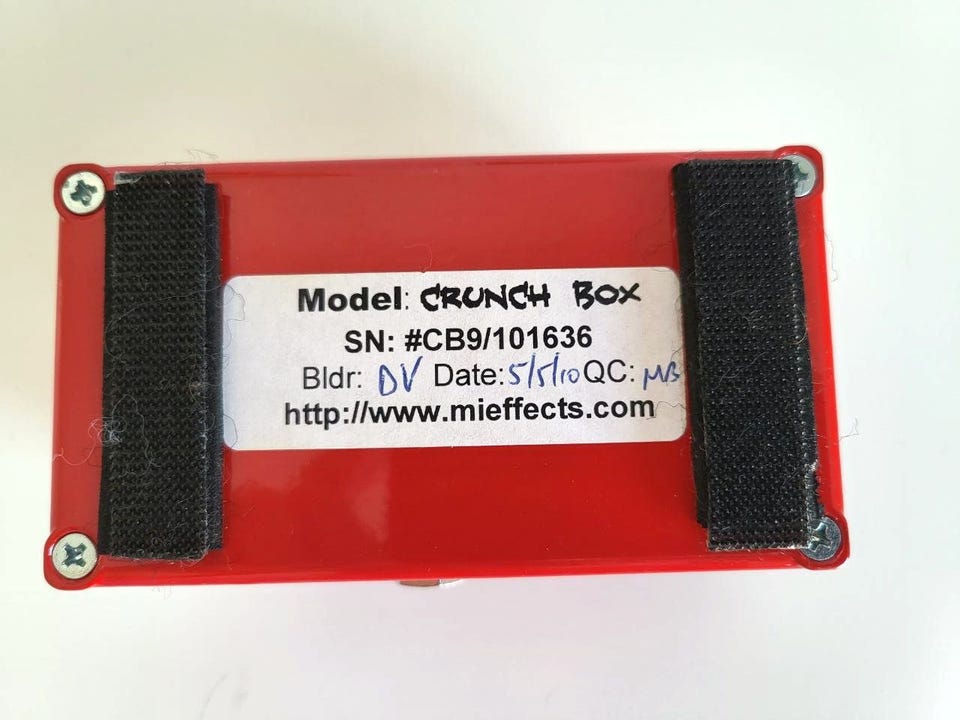 Model: CRUNCH BOX
SN: #CB9/101636
Bldr: DV Date: 5/5/10 QC: MB
http://www.mieffects.com